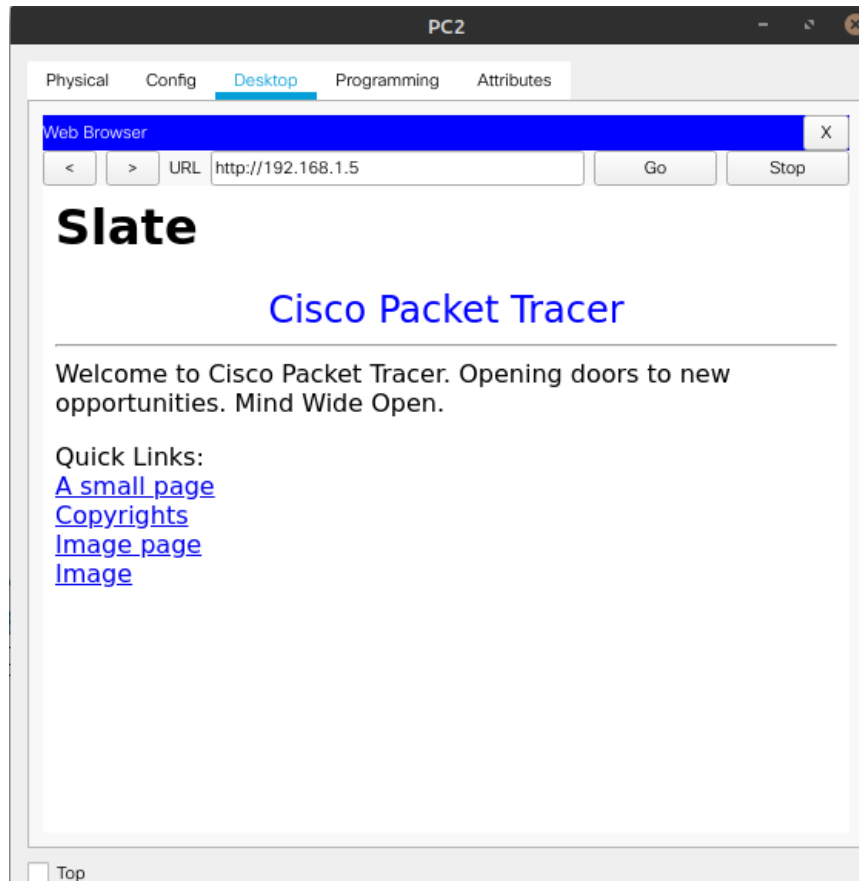 PC2
Physical Config Desktop Programming Attributes
Web Browser
X
< > URL http://192.168.1.5 Go Stop
Slate
Cisco Packet Tracer
Welcome to Cisco Packet Tracer. Opening doors to new
opportunities. Mind Wide Open.
Quick Links:
A small page
Copyrights
Image page
Image
Top